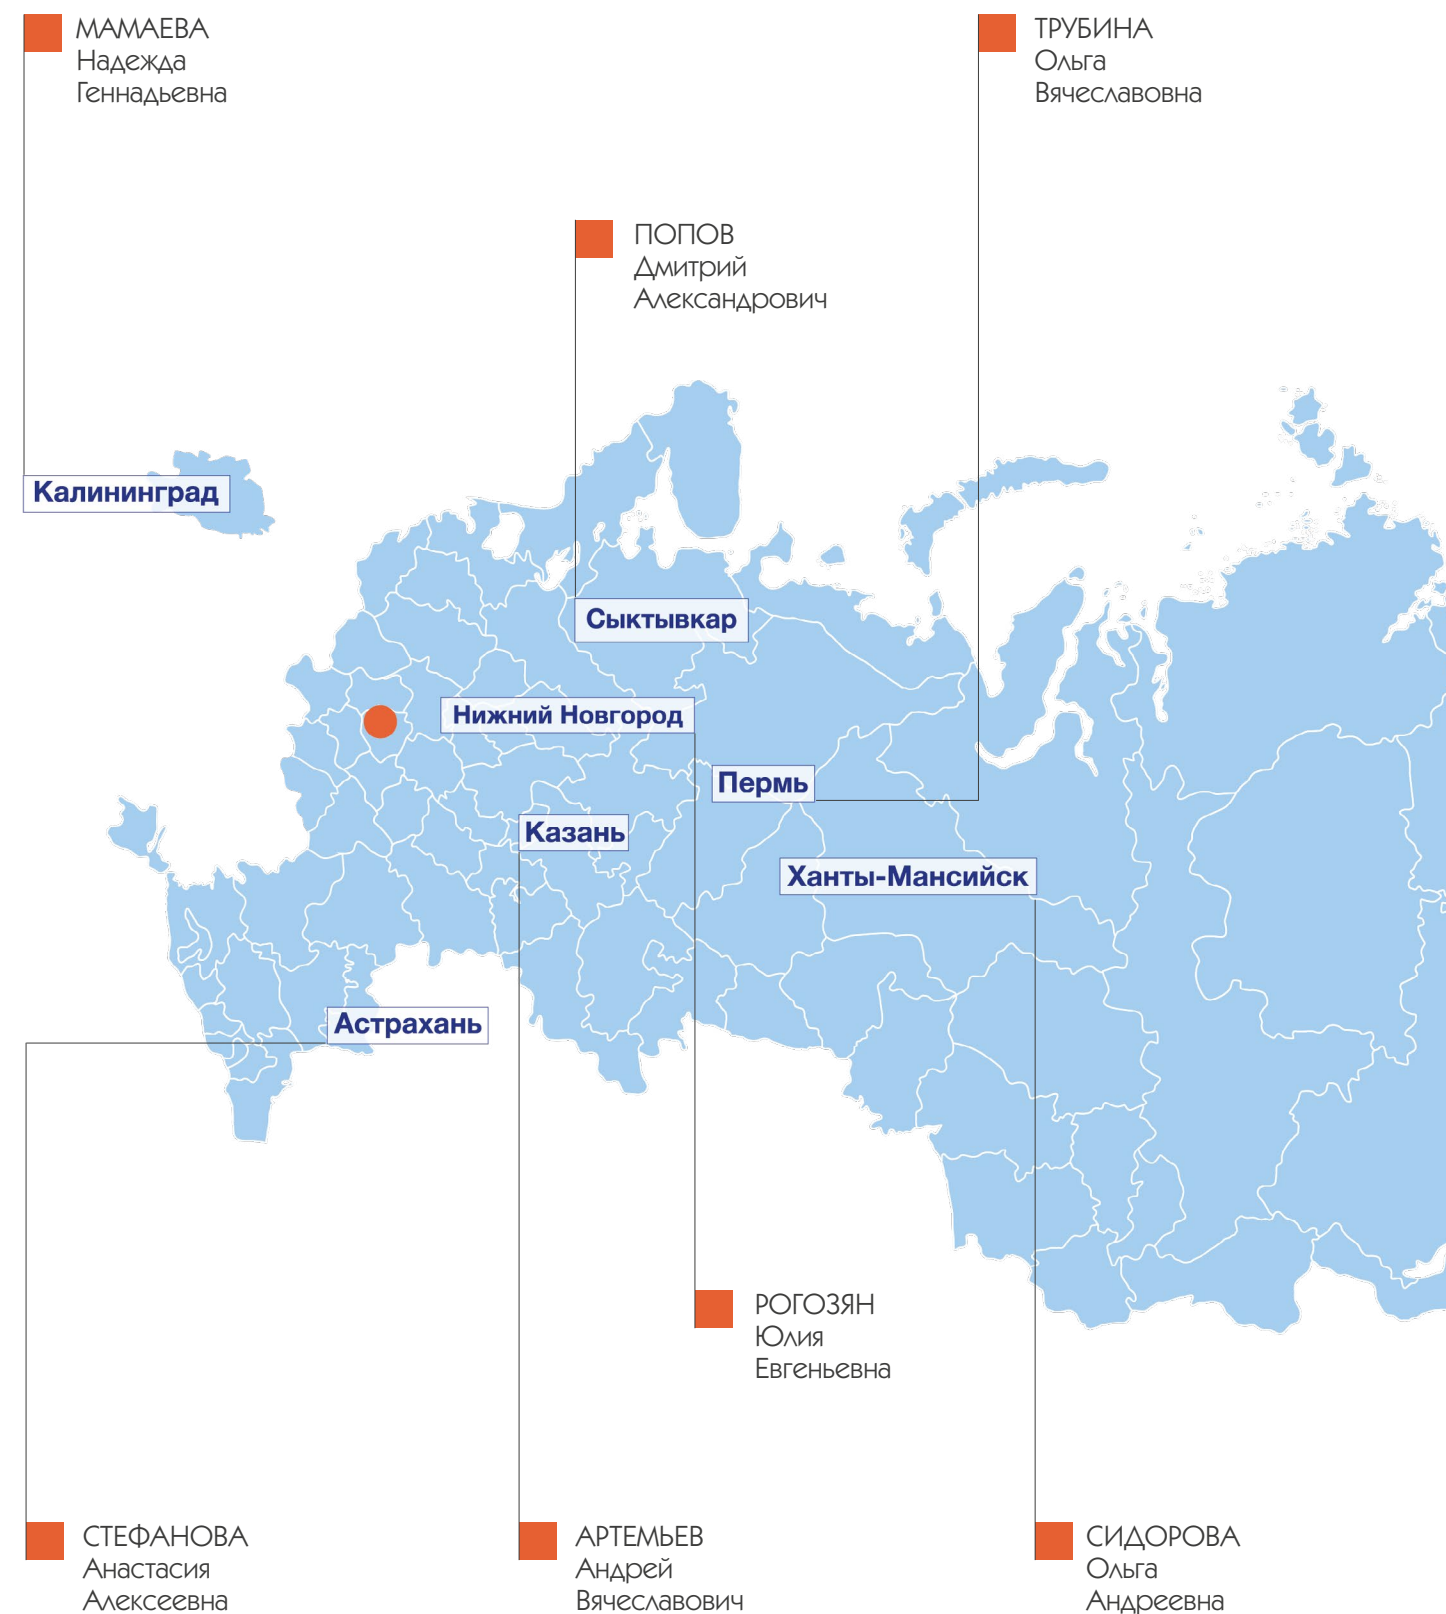 МАМАЕВА
Надежда
Геннадьевна
ТРУБИНА
Ольга
Вячеславовна
ПОПОВ
Дмитрий
Александрович
Калининград
Сыктывкар
Нижний Новгород
Пермь
Казань
Ханты-Мансийск
Астрахань
РОГОЗЯН
Юлия
Евгеньевна
СТЕФАНОВА
Анастасия
Алексеевна
АРТЕМЬЕВ
Андрей
Вячеславович
СИДОРОВА
Ольга
Андреевна